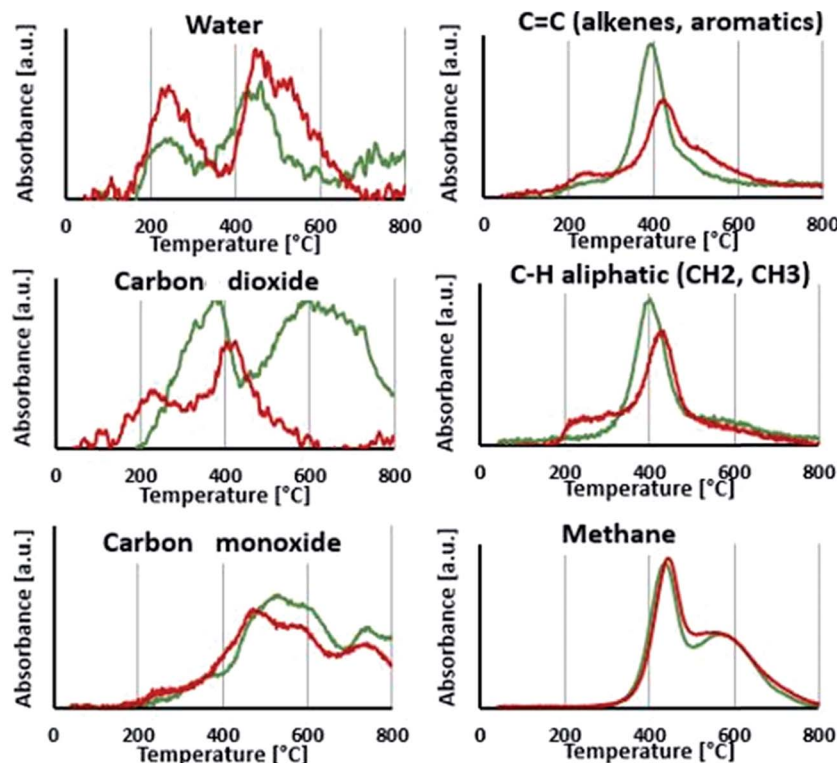 Water
Absorbance [a.u.]
0 200 400 600 800
Temperature [°C]
C=C (alkenes, aromatics)
Absorbance [a.u.]
0 200 400 600 800
Temperature [°C]
Carbon dioxide
Absorbance [a.u.]
0 200 400 600 800
Temperature [°C]
C-H aliphatic (CH2, CH3)
Absorbance [a.u.]
0 200 400 600 800
Temperature [°C]
Carbon monoxide
Absorbance [a.u.]
0 200 400 600 800
Temperature [°C]
Methane
Absorbance [a.u.]
0 200 400 600 800
Temperature [°C]